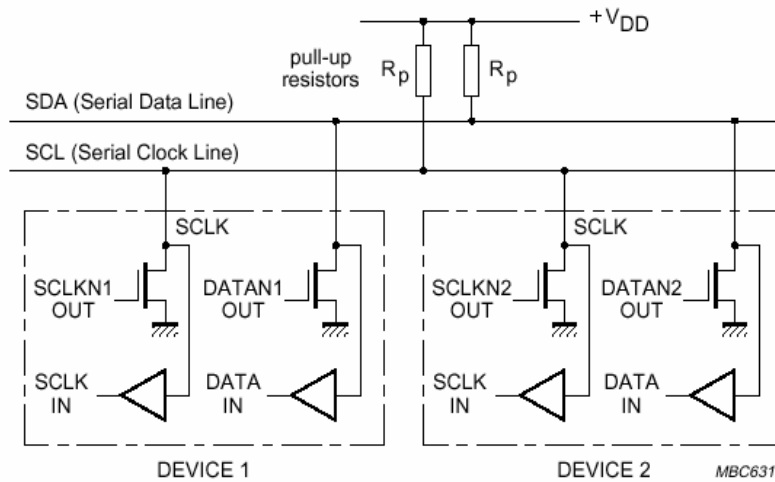 +VDD
pull-up
resistors
Rp
Rp
SDA (Serial Data Line)
SCL (Serial Clock Line)
SCLK
SCLK
SCLKN1
OUT
DATAN1
OUT
SCLKN2
OUT
DATAN2
OUT
SCLK
IN
DATA
IN
SCLK
IN
DATA
IN
DEVICE 1
DEVICE 2
MBC631